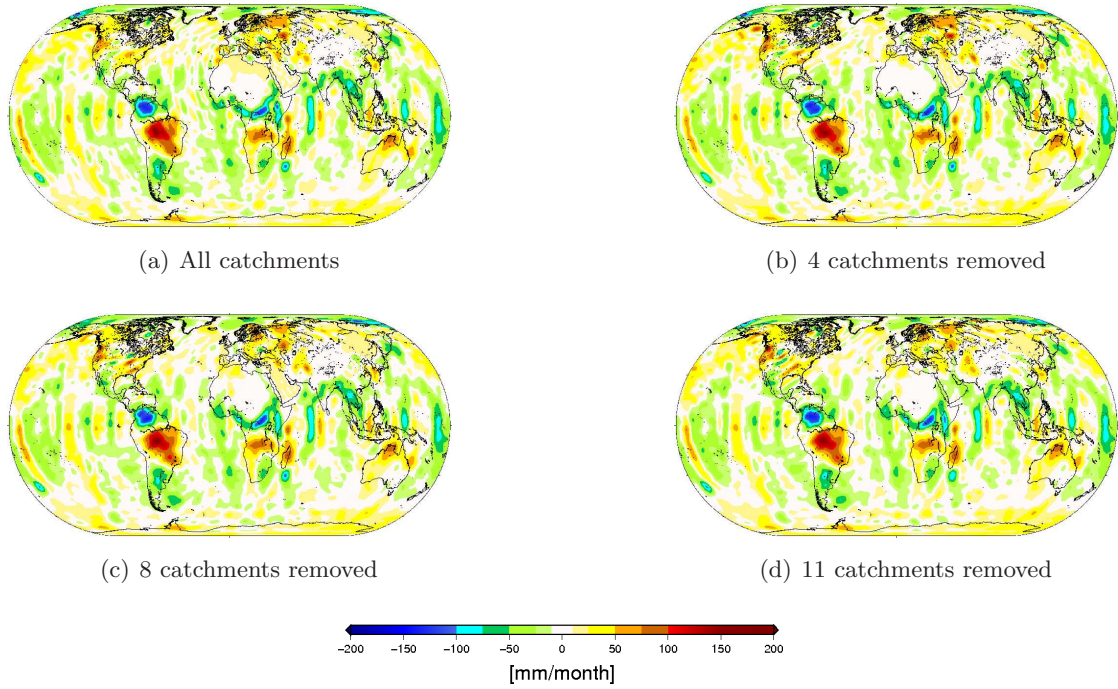 (a) All catchments
(b) 4 catchments removed
(c) 8 catchments removed
(d) 11 catchments removed
−200 −150 −100 −50 0 50 100 150 200
[mm/month]